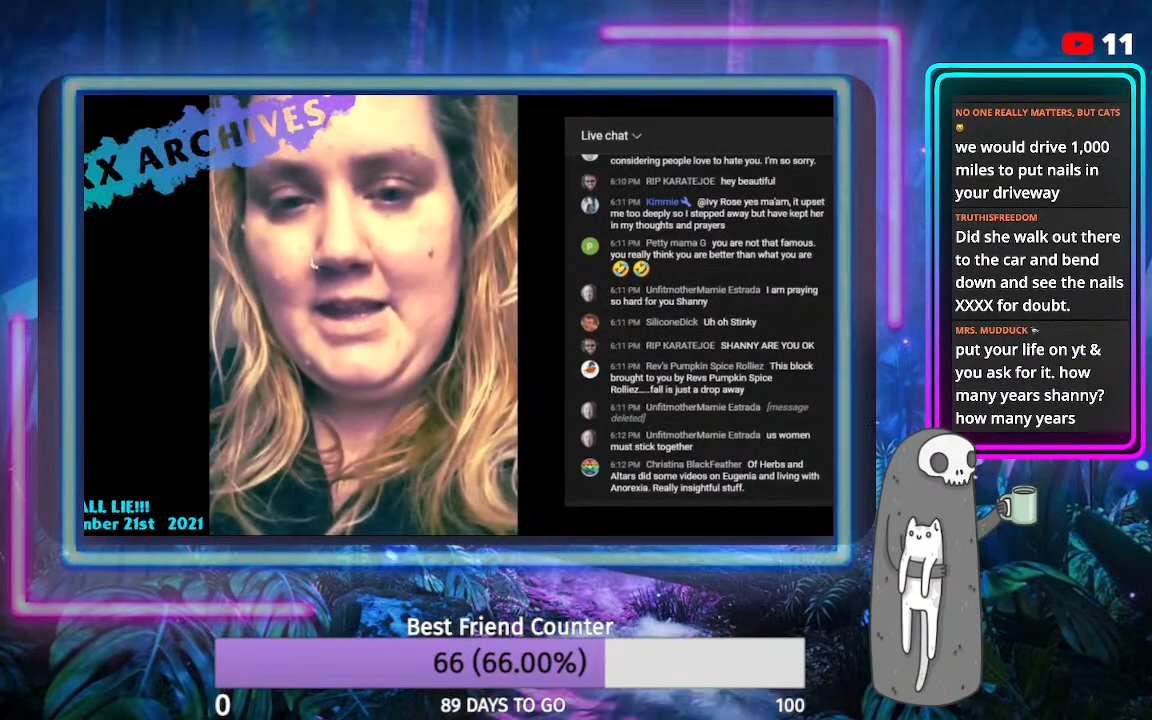 11
XX ARCHIVES
Live chat
considering people love to hate you. I'm so sorry.
6:10 PM RIP KARATEJOE hey beautiful
6:11 PM Kimmie @Ivy Rose yes ma'am, it upset
me too deeply so I stepped away but have kept her
in my thoughts and prayers
P
6:11 PM Petty mama G you are not that famous.
you really think you are better than what you are
6:11 PM UnfitmotherMarnie Estrada I am praying
so hard for you Shanny
6:11 PM SiliconeDick Uh oh Stinky
6:11 PM RIP KARATEJOE SHANNY ARE YOU OK
6:11 PM Rev's Pumpkin Spice Rolliez This block
brought to you by Revs Pumpkin Spice
Rolliez.....fall is just a drop away
6:11 PM UnfitmotherMarnie Estrada [message
deleted]
6:12 PM UnfitmotherMarnie Estrada us women
must stick together
6:12 PM Christina BlackFeather Of Herbs and
Altars did some videos on Eugenia and living with
Anorexia. Really insightful stuff.
ALL LIE!!!
mber 21st 2021
NO ONE REALLY MATTERS, BUT CATS
we would drive 1,000
miles to put nails in
your driveway
TRUTHISFREEDOM
Did she walk out there
to the car and bend
down and see the nails
XXXX for doubt.
MRS. MUDDUCK
put your life on yt &
you ask for it. how
many years shanny?
how many years
Best Friend Counter
66 (66.00%)
0
89 DAYS TO GO
100